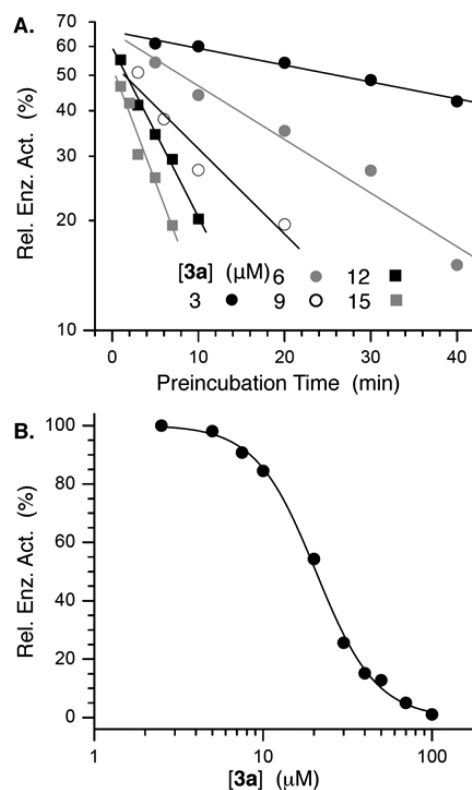 A.
70
60
50
40
30
20
10
Rel. Enz. Act. (%)
[3a] (μM) 6 12
3 9 15
0 10 20 30 40
Preincubation Time (min)
B.
100
80
60
40
20
0
Rel. Enz. Act. (%)
1 10 100
[3a] (μM)